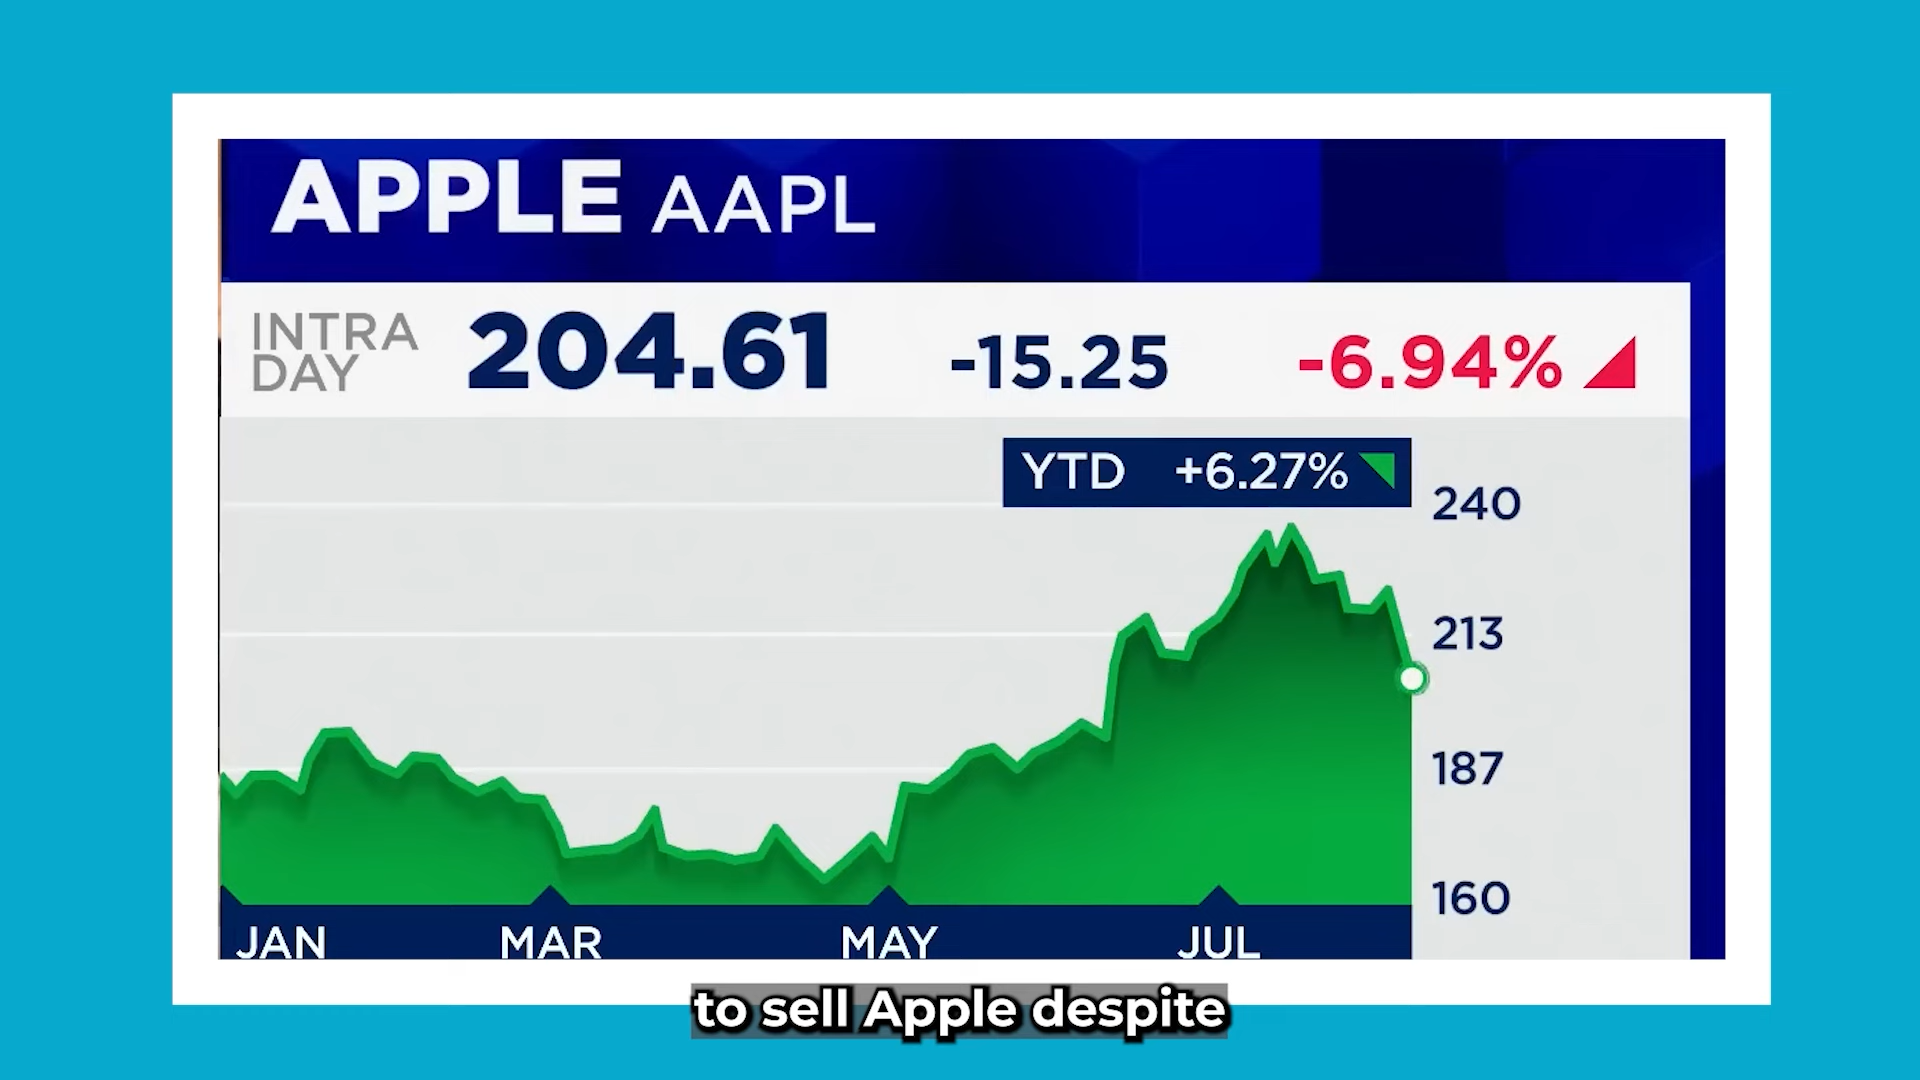 APPLE AAPL
INTRA
DAY
204.61 -15.25 -6.94%
YTD +6.27%
240
213
187
160
JAN MAR MAY JUL
to sell Apple despite